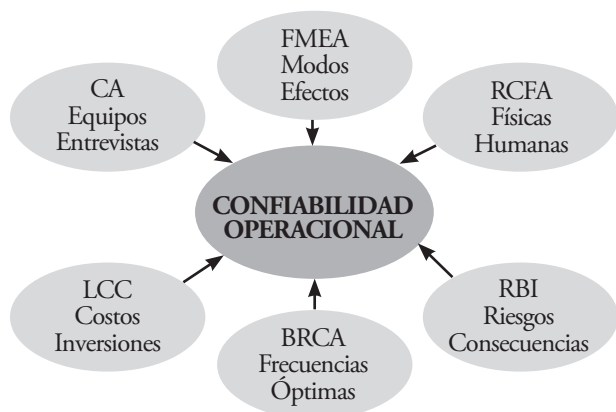 FMEA
Modos
Efectos
CA
Equipos
Entrevistas
RCFA
Físicas
Humanas
CONFIABILIDAD
OPERACIONAL
LCC
Costos
Inversiones
RBI
Riesgos
Consecuencias
BRCA
Frecuencias
Óptimas